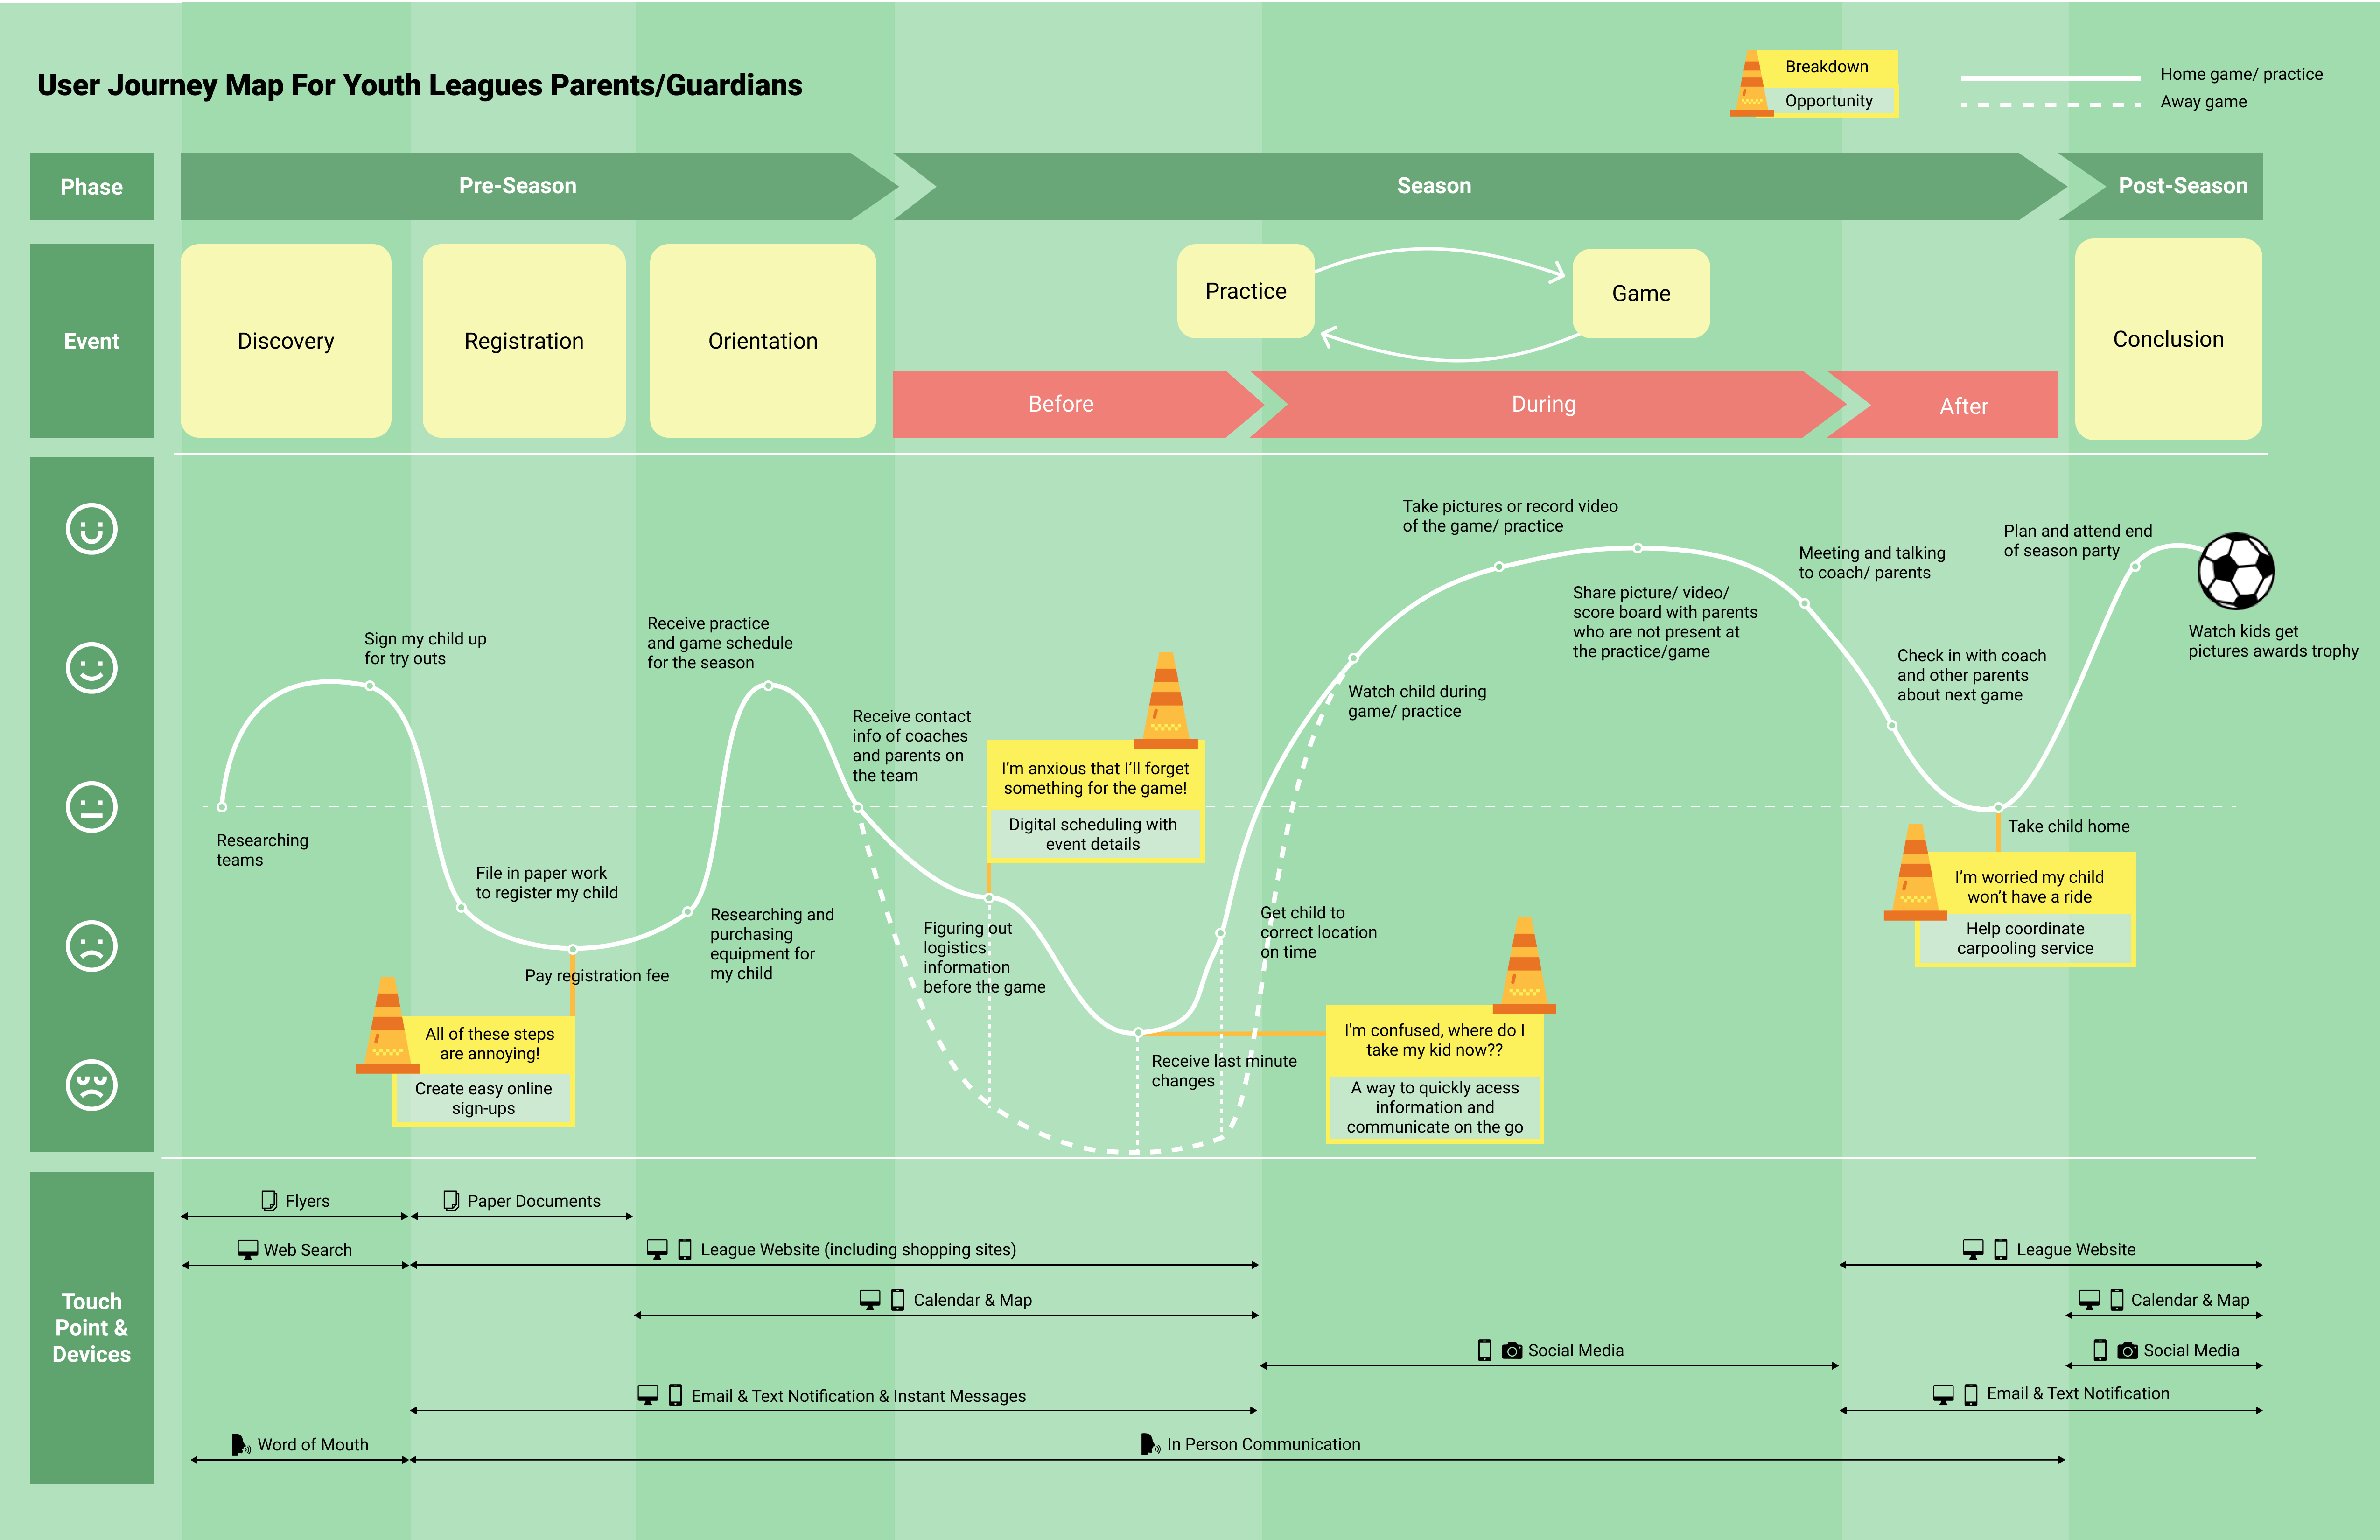 User Journey Map For Youth Leagues Parents/Guardians
Breakdown
Opportunity
Home game/ practice
Away game
Phase
Pre-Season
Season
Post-Season
Event
Discovery
Registration
Orientation
Practice
Game
Conclusion
Before
During
After
Researching
teams
Sign my child up
for try outs
File in paper work
to register my child
Pay registration fee
All of these steps
are annoying!
Create easy online
sign-ups
Researching and
purchasing
equipment for
my child
Receive practice
and game schedule
for the season
Receive contact
info of coaches
and parents on
the team
Figuring out
logistics
information
before the game
I'm anxious that I'll forget
something for the game!
Digital scheduling with
event details
Receive last minute
changes
I'm confused, where do I
take my kid now??
A way to quickly acess
information and
communicate on the go
Get child to
correct location
on time
Watch child during
game/ practice
Take pictures or record video
of the game/ practice
Share picture/ video/
score board with parents
who are not present at
the practice/game
Meeting and talking
to coach/ parents
Check in with coach
and other parents
about next game
Take child home
I'm worried my child
won't have a ride
Help coordinate
carpooling service
Plan and attend end
of season party
Watch kids get
pictures awards trophy
Touch
Point &
Devices
Flyers
Paper Documents
Web Search
League Website (including shopping sites)
League Website
Calendar & Map
Calendar & Map
Social Media
Social Media
Email & Text Notification & Instant Messages
Email & Text Notification
Word of Mouth
In Person Communication